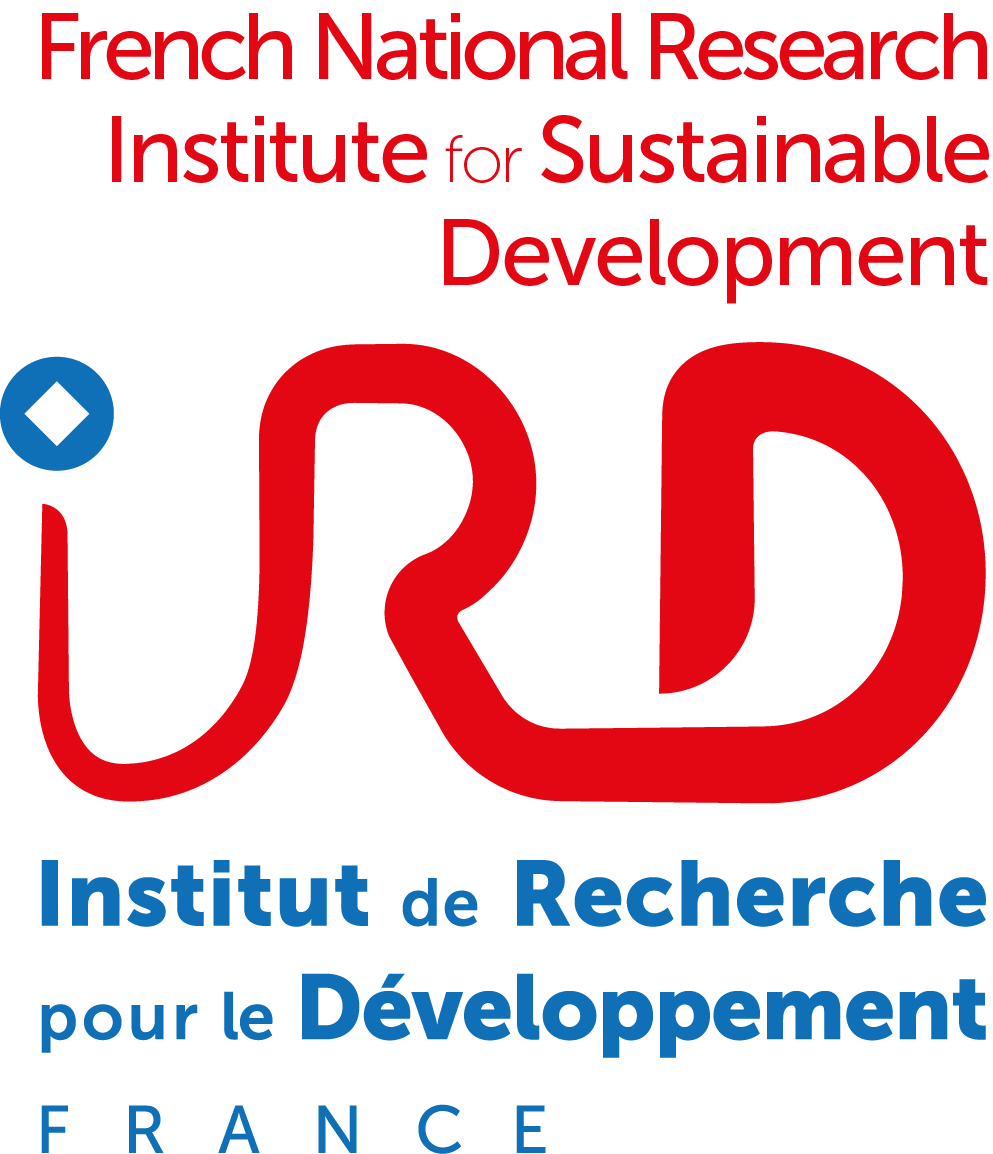 French National Research
Institute for Sustainable
Development
iRD
Institut de Recherche
pour le Développement
FRANCE